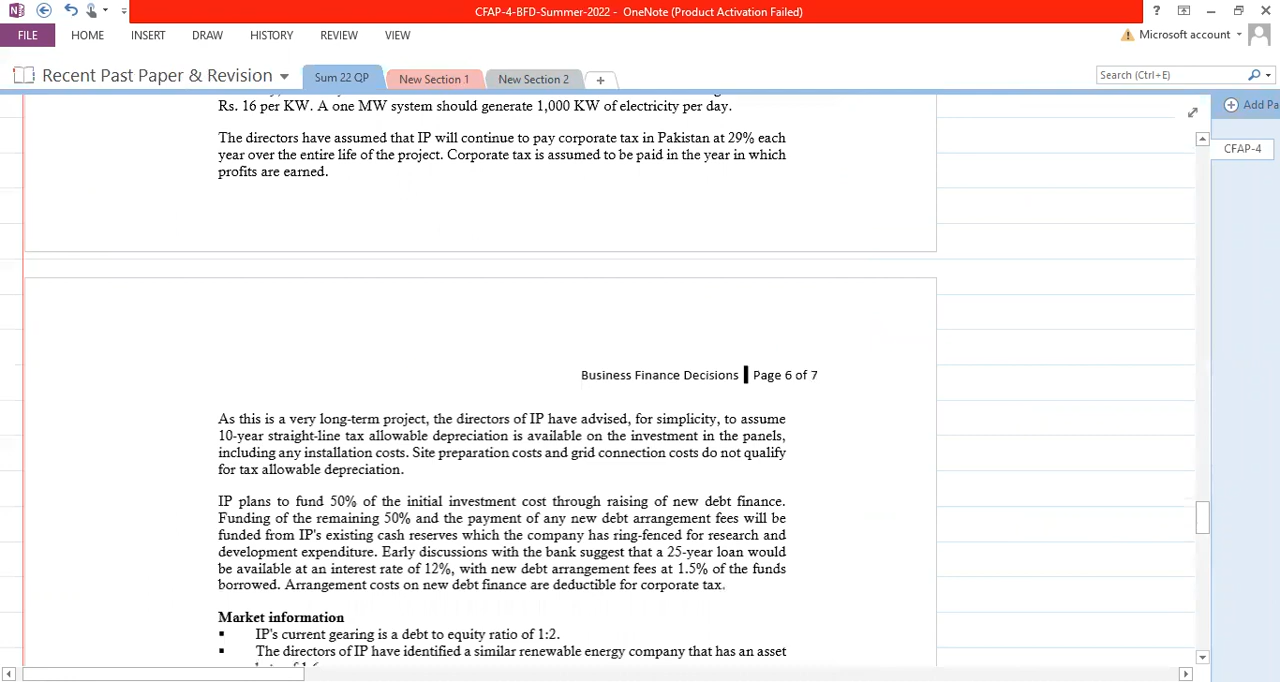 CFAP-4-BFD-Summer-2022 - OneNote (Product Activation Failed)
FILE HOME INSERT DRAW HISTORY REVIEW VIEW Microsoft account
Recent Past Paper & Revision Sum 22 QP New Section 1 New Section 2 Search (Ctrl+E)
Add Pa
CFAP-4
Rs. 16 per KW. A one MW system should generate 1,000 KW of electricity per day.
The directors have assumed that IP will continue to pay corporate tax in Pakistan at 29% each
year over the entire life of the project. Corporate tax is assumed to be paid in the year in which
profits are earned.
Business Finance Decisions Page 6 of 7
As this is a very long-term project, the directors of IP have advised, for simplicity, to assume
10-year straight-line tax allowable depreciation is available on the investment in the panels,
including any installation costs. Site preparation costs and grid connection costs do not qualify
for tax allowable depreciation.
IP plans to fund 50% of the initial investment cost through raising of new debt finance.
Funding of the remaining 50% and the payment of any new debt arrangement fees will be
funded from IP's existing cash reserves which the company has ring-fenced for research and
development expenditure. Early discussions with the bank suggest that a 25-year loan would
be available at an interest rate of 12%, with new debt arrangement fees at 1.5% of the funds
borrowed. Arrangement costs on new debt finance are deductible for corporate tax.
Market information
▪ IP's current gearing is a debt to equity ratio of 1:2.
▪ The directors of IP have identified a similar renewable energy company that has an asset